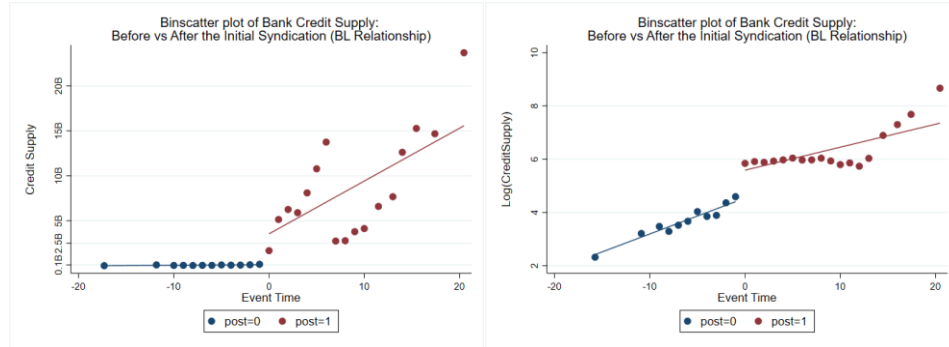 Binscatter plot of Bank Credit Supply:
Before vs After the Initial Syndication (BL Relationship)
Credit Supply
20B
15B
10B
5B
2.5B
0.1B
-20 -10 0 10 20
Event Time
post=0 post=1
Binscatter plot of Bank Credit Supply:
Before vs After the Initial Syndication (BL Relationship)
Log(CreditSupply)
10
8
6
4
2
-20 -10 0 10 20
Event Time
post=0 post=1